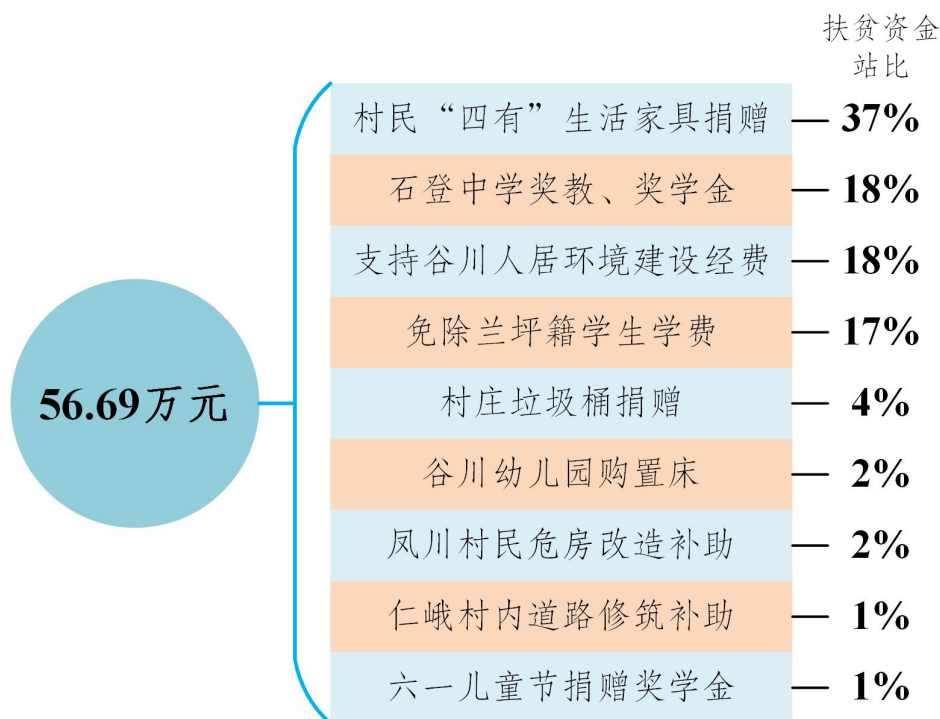 扶贫资金
站比
村民“四有”生活家具捐赠 37%
石登中学奖教、奖学金 18%
支持谷川人居环境建设经费 18%
免除兰坪籍学生学费 17%
56.69万元
村庄垃圾桶捐赠 4%
谷川幼儿园购置床 2%
凤川村民危房改造补助 2%
仁峨村内道路修筑补助 1%
六一儿童节捐赠奖学金 1%